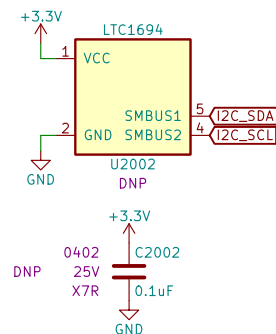 +3.3V
LTC1694
1 VCC
SMBUS1 5 I2C_SDA
2 GND SMBUS2 4 I2C_SCL
GND
U2002
DNP
+3.3V
0402 C2002
DNP 25V
X7R 0.1uF
GND